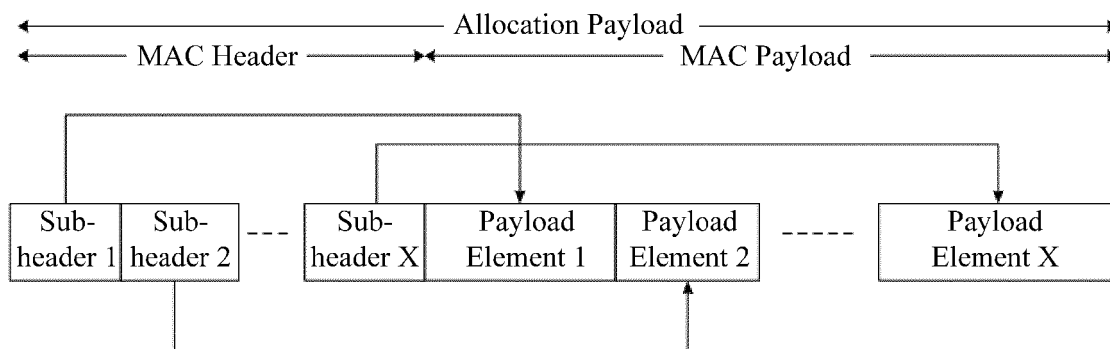 Allocation Payload
MAC Header
MAC Payload
Sub-
header 1
Sub-
header 2
Sub-
header X
Payload
Element 1
Payload
Element 2
Payload
Element X